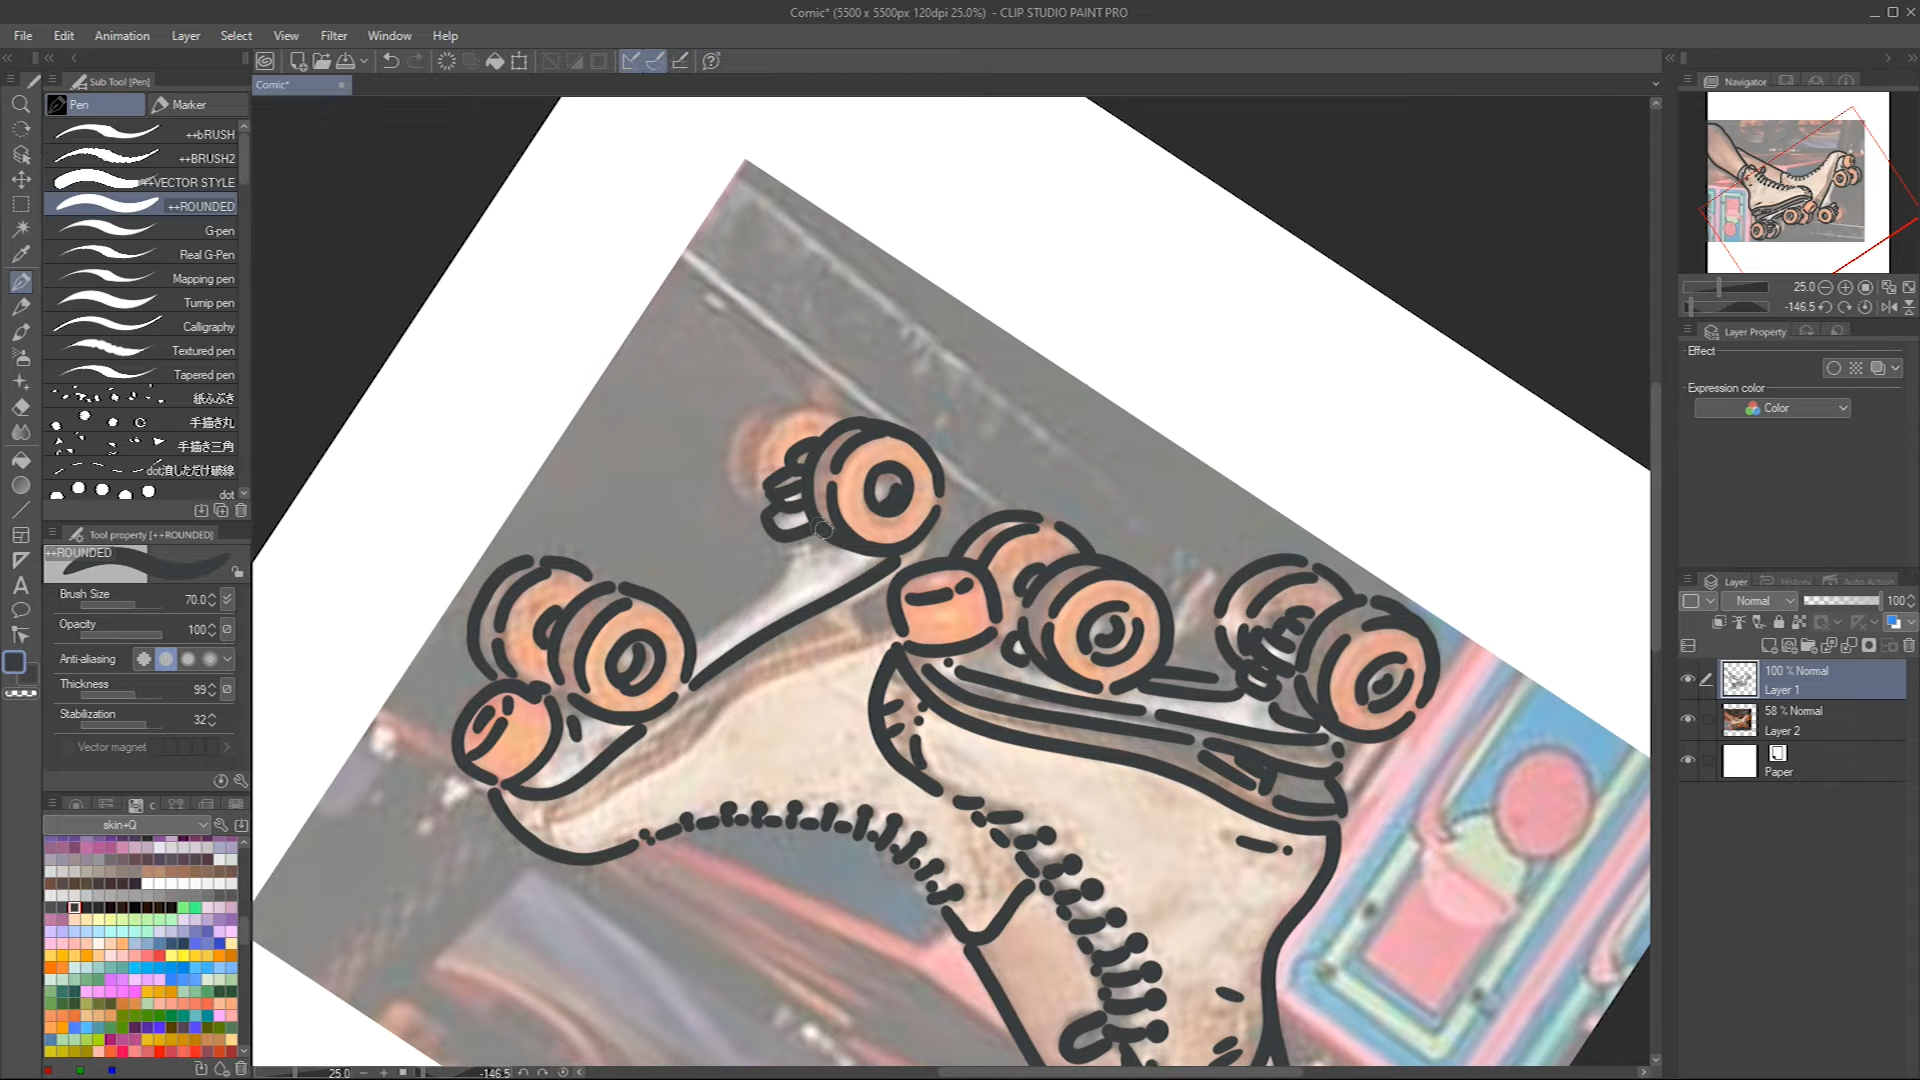 Comic* (5500 x 5500px 120dpi 25.0%) - CLIP STUDIO PAINT PRO
File Edit Animation Layer Select View Filter Window Help
Sub Tool [Pen]
Comic*
Navigator
Pen Marker
++bRUSH
++BRUSH2
++VECTOR STYLE
++ROUNDED
G-pen
Real G-Pen
Mapping pen
Turnip pen
Calligraphy
Textured pen
Tapered pen
紙ふぶき
手描き丸
手描き三角
dot潰しただけ破線
dot
Tool property [++ROUNDED]
++ROUNDED
Brush Size 70.0
Opacity 100
Anti-aliasing
Thickness 99
Stabilization 32
Vector magnet
skin+Q
25.0
-146.5
Layer Property
Effect
Expression color
Color
Layer History Auto Action
Normal 100
100 % Normal
Layer 1
58 % Normal
Layer 2
Paper
25.0 -146.5